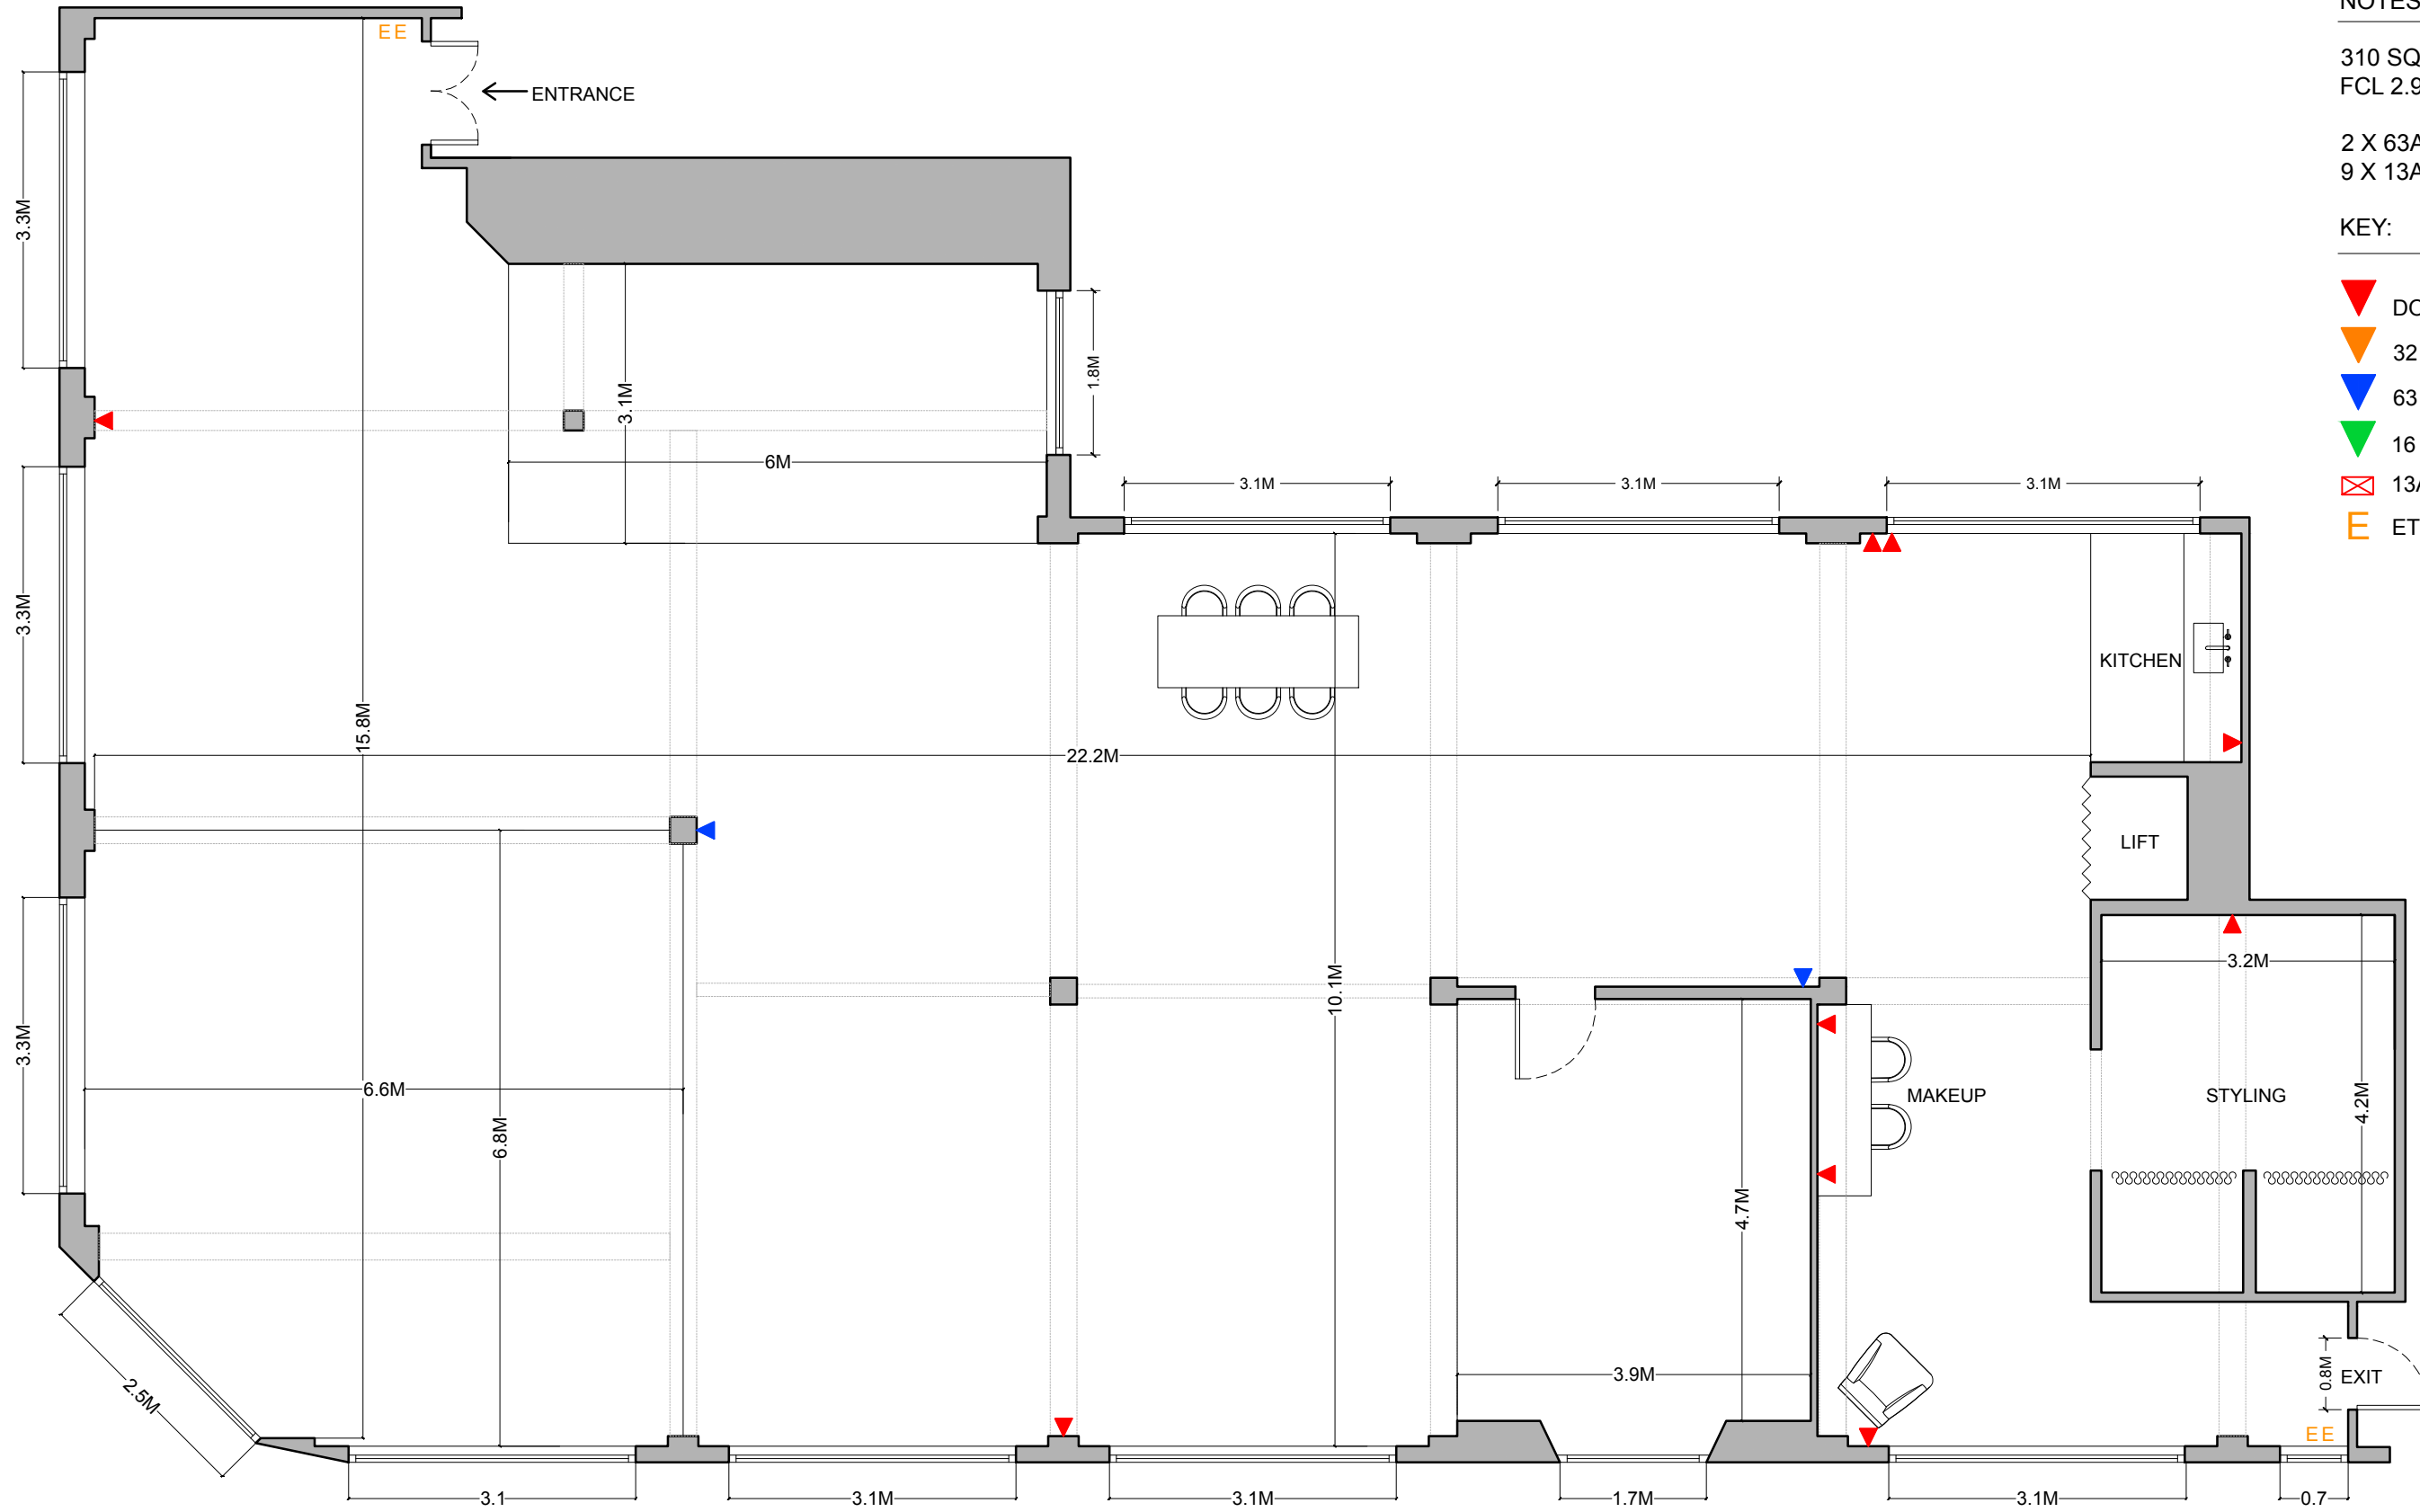 NOTES
310 SQ
FCL 2.9
2 X 63A
9 X 13A
KEY:
DO
32
63
16
13A
ET
E
E E
ENTRANCE
3.3M
3.1M
1.8M
6M
3.1M
3.1M
3.1M
3.3M
15.8M
KITCHEN
22.2M
LIFT
10.1M
3.2M
3.3M
6.6M
6.8M
MAKEUP
STYLING
4.2M
4.7M
3.9M
0.8M
EXIT
2.5M
E E
3.1
3.1M
3.1M
1.7M
3.1M
0.7